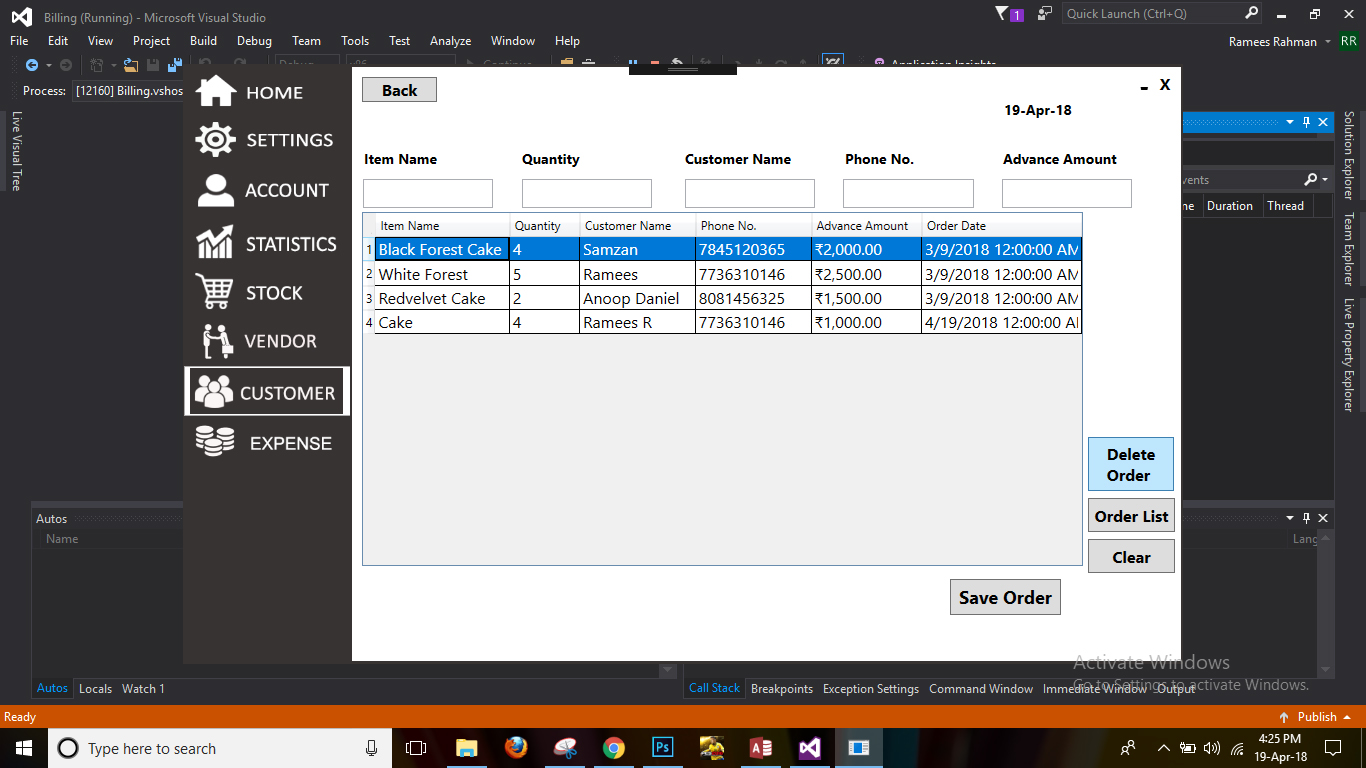 Billing (Running) - Microsoft Visual Studio
1
Quick Launch (Ctrl+Q)
File Edit View Project Build Debug Team Tools Test Analyze Window Help
Ramees Rahman RR
Debug Continue Application Insights
Process: [12160] Billing.vshos
Live Visual Tree
HOME
SETTINGS
ACCOUNT
STATISTICS
STOCK
VENDOR
CUSTOMER
EXPENSE
Back
X
19-Apr-18
Item Name Quantity Customer Name Phone No. Advance Amount
Item Name Quantity Customer Name Phone No. Advance Amount Order Date
1 Black Forest Cake 4 Samzan 7845120365 ₹2,000.00 3/9/2018 12:00:00 AM
2 White Forest 5 Ramees 7736310146 ₹2,500.00 3/9/2018 12:00:00 AM
3 Redvelvet Cake 2 Anoop Daniel 8081456325 ₹1,500.00 3/9/2018 12:00:00 AM
4 Cake 4 Ramees R 7736310146 ₹1,000.00 4/19/2018 12:00:00 A
Delete
Order
Order List
Clear
Save Order
vents
ne Duration Thread
Solution Explorer
Team Explorer
Live Property Explorer
Autos
Name
Lang
Activate Windows
Go to Settings to activate Windows.
Autos Locals Watch 1
Call Stack Breakpoints Exception Settings Command Window Immediate Window Output
Ready
Publish
Type here to search
Ps
4:25 PM
19-Apr-18